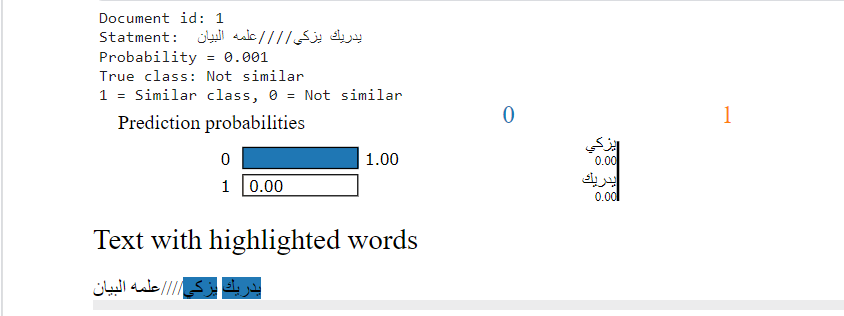 Document id: 1
Statment: يدريك يزكي////علمه البيان
Probability = 0.001
True class: Not similar
1 = Similar class, 0 = Not similar
Prediction probabilities
0 1.00
1 0.00
0 1
يزكي
0.00
يدريك
0.00
Text with highlighted words
يدريك يزكي////علمه البيان